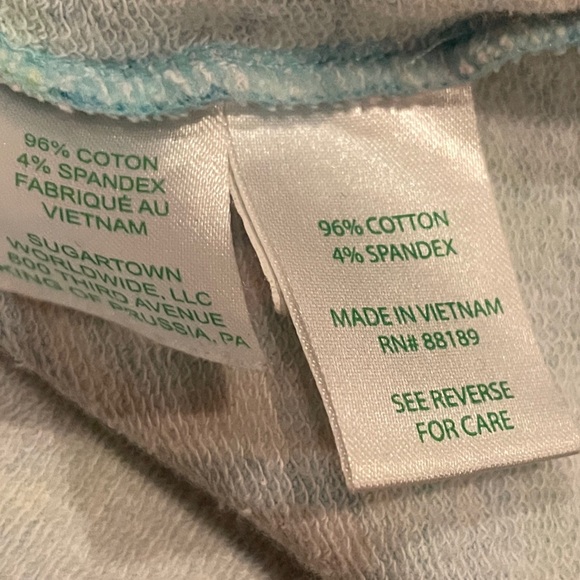 96% COTON
4% SPANDEX
FABRIQUÉ AU
VIETNAM
SUGARTOWN
WORLDWIDE, LLC
800 THIRD AVENUE
KING OF PRUSSIA, PA
96% COTTON
4% SPANDEX
MADE IN VIETNAM
RN# 88189
SEE REVERSE
FOR CARE